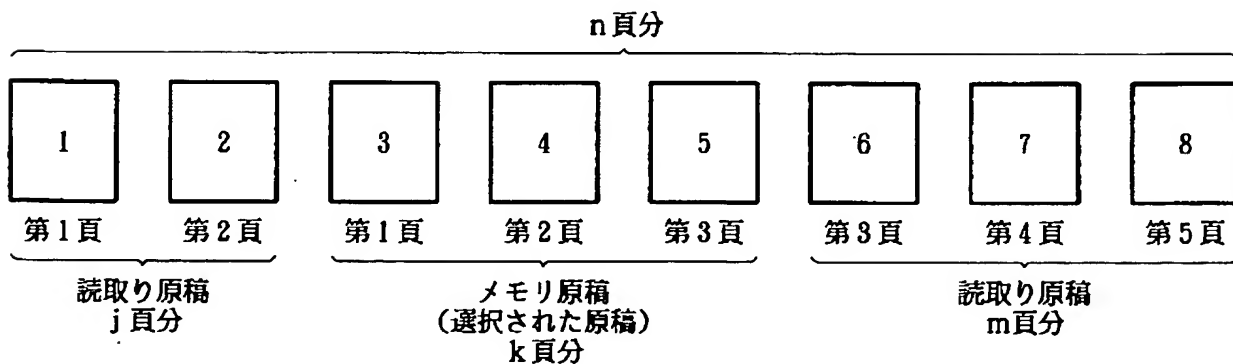 n頁分
1 2 3 4 5 6 7 8
第1頁 第2頁 第1頁 第2頁 第3頁 第3頁 第4頁 第5頁
読取り原稿 メモリ原稿 読取り原稿
j頁分 (選択された原稿) m頁分
k頁分